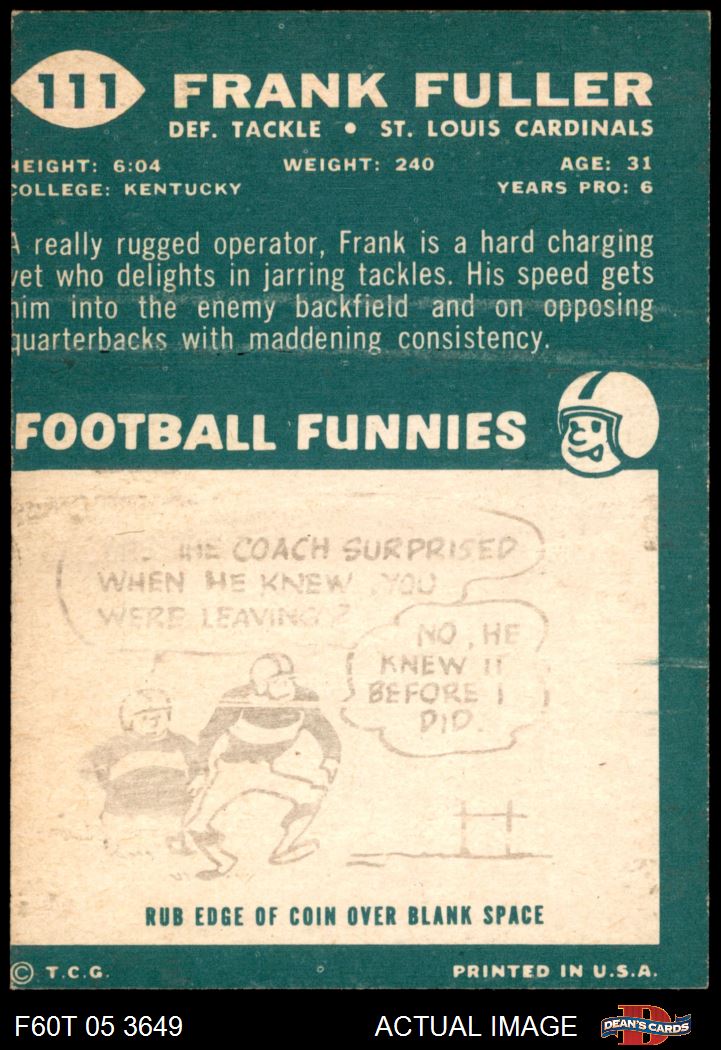 111 FRANK FULLER
DEF. TACKLE • ST. LOUIS CARDINALS
HEIGHT: 6:04 WEIGHT: 240 AGE: 31
COLLEGE: KENTUCKY YEARS PRO: 6
A really rugged operator, Frank is a hard charging
vet who delights in jarring tackles. His speed gets
him into the enemy backfield and on opposing
quarterbacks with maddening consistency.
FOOTBALL FUNNIES
THE COACH SURPRISED
WHEN HE KNEW YOU
WERE LEAVING?
NO, HE
KNEW IT
BEFORE I
DID.
RUB EDGE OF COIN OVER BLANK SPACE
© T.C.G. PRINTED IN U.S.A.
F60T 05 3649 ACTUAL IMAGE DEAN'S CARDS